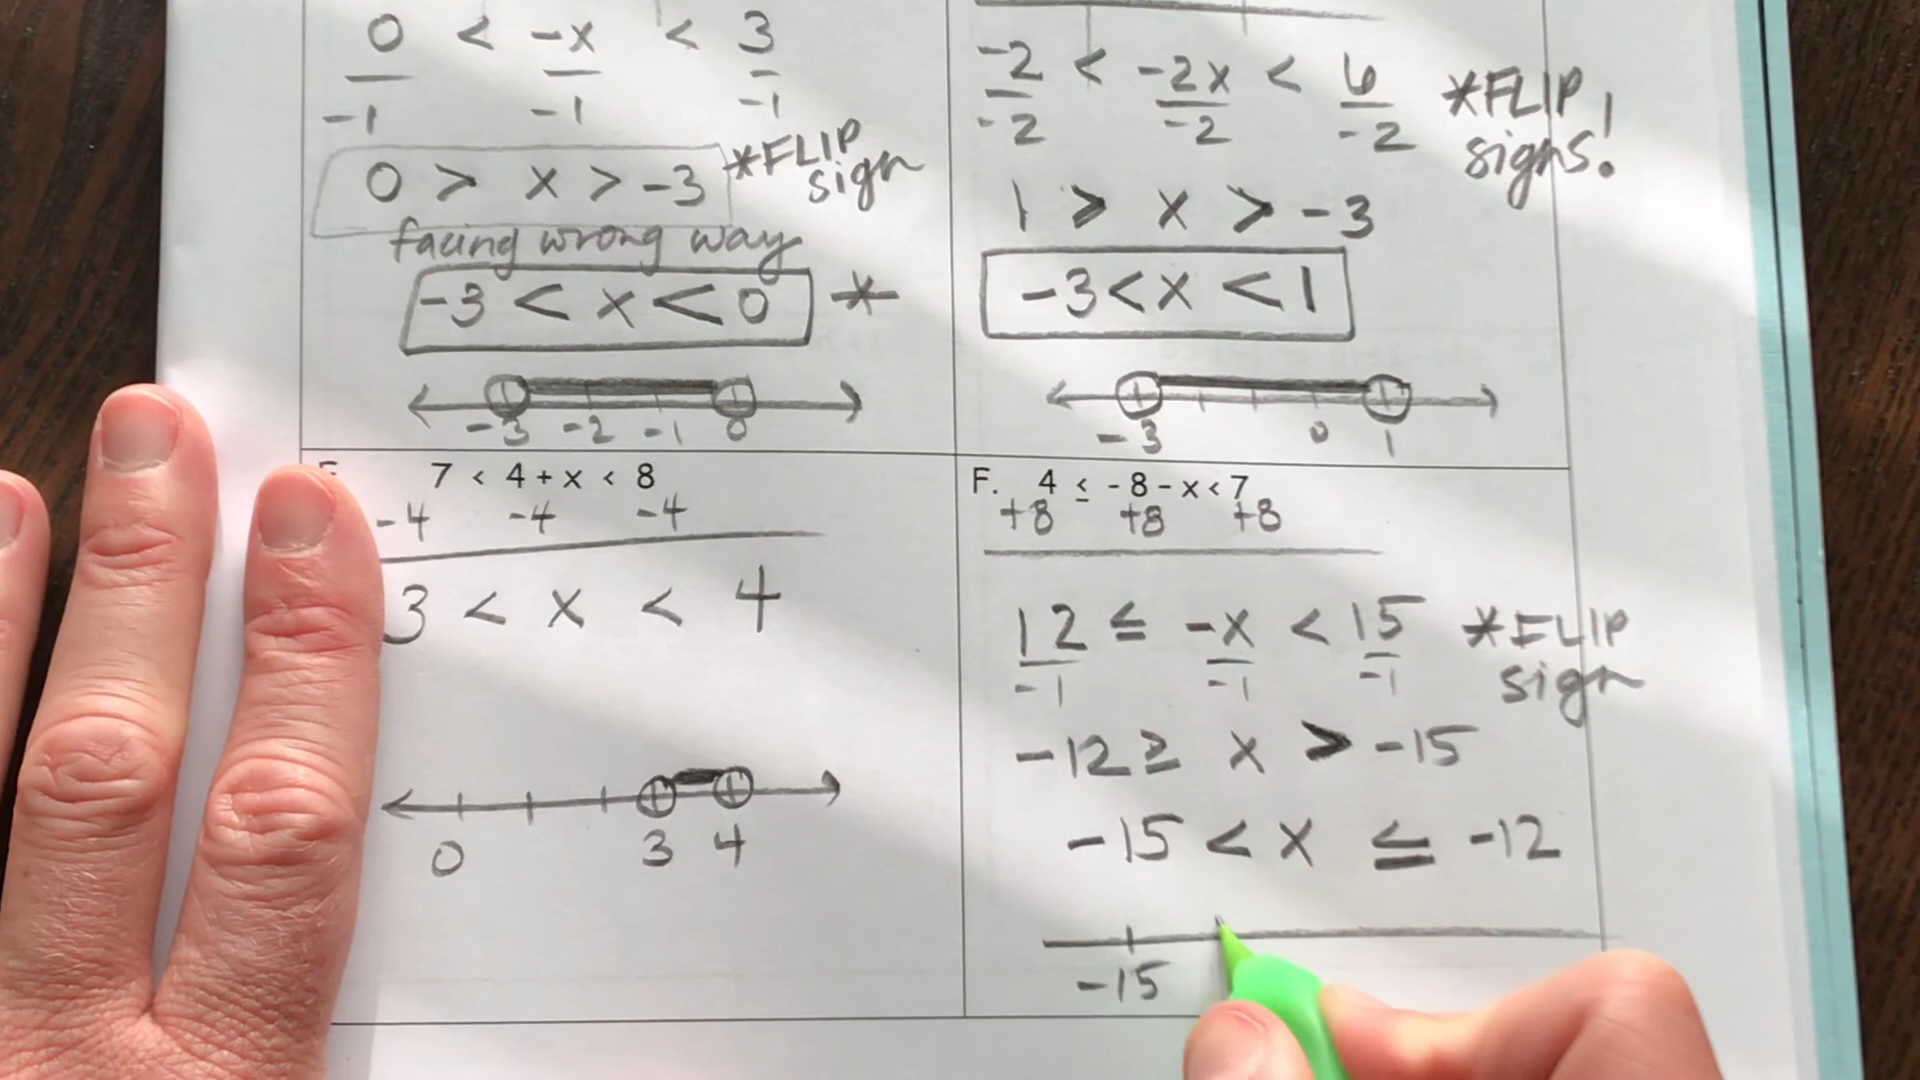 0 < -x < 3
-1 -1 -1
0 > x > -3 *FLIP sign
facing wrong way
-3 < x < 0 *
-3 -2 -1 0
-2 < -2x < 6 *FLIP
-2 -2 -2 signs!
1 > x > -3
-3 < x < 1
-3 0 1
7 < 4 + x < 8
-4 -4 -4
3 < x < 4
0 3 4
F. 4 ≤ -8 - x < 7
+8 +8 +8
12 ≤ -x < 15 *FLIP
-1 -1 -1 sign
-12 ≥ x > -15
-15 < x ≤ -12
-15